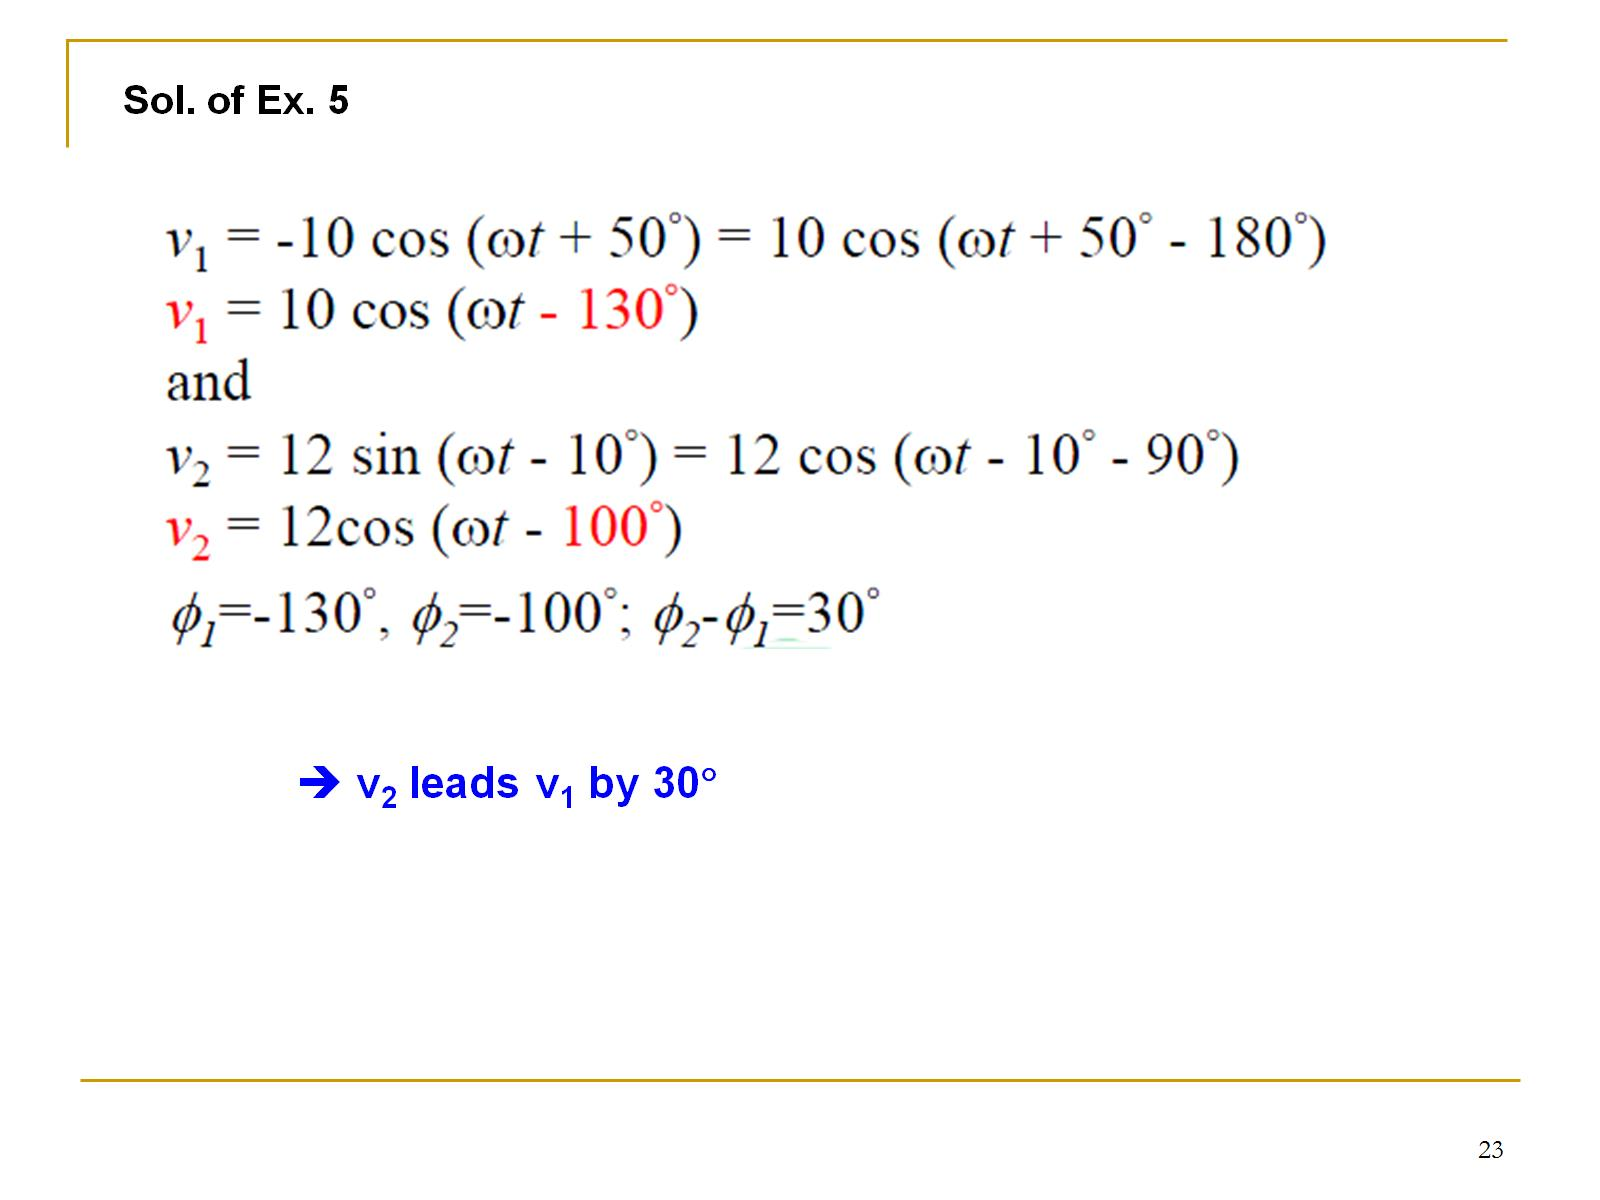 Sol. of Ex. 5
v₁ = -10 cos (ωt + 50°) = 10 cos (ωt + 50° - 180°)
v₁ = 10 cos (ωt - 130°)
and
v₂ = 12 sin (ωt - 10°) = 12 cos (ωt - 10° - 90°)
v₂ = 12cos (ωt - 100°)
ϕ₁=-130°, ϕ₂=-100°; ϕ₂-ϕ₁=30°
➔ v₂ leads v₁ by 30°
23